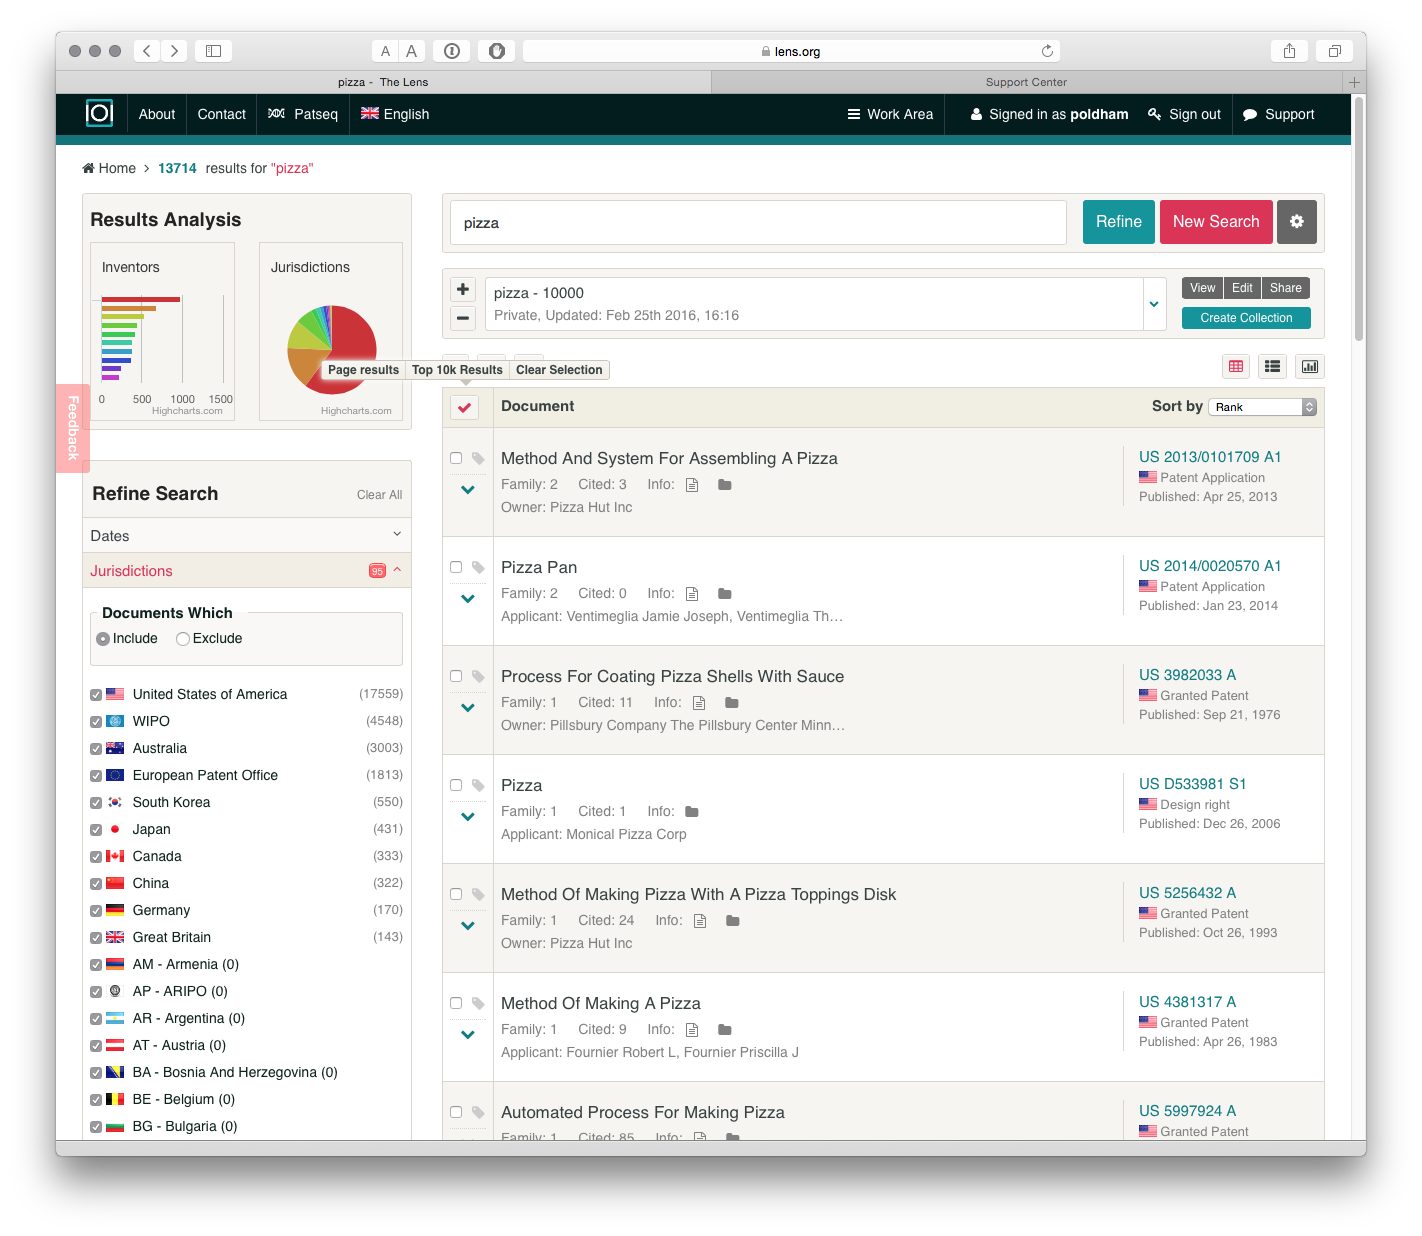 A A lens.org
pizza - The Lens
Support Center
About Contact Patseq English Work Area Signed in as poldham Sign out Support
Home > 13714 results for "pizza"
Results Analysis
Inventors
0 500 1000 1500
Highcharts.com
Jurisdictions
Highcharts.com
Feedback
Refine Search Clear All
Dates
Jurisdictions 95
Documents Which
Include Exclude
United States of America (17559)
WIPO (4548)
Australia (3003)
European Patent Office (1813)
South Korea (550)
Japan (431)
Canada (333)
China (322)
Germany (170)
Great Britain (143)
AM - Armenia (0)
AP - ARIPO (0)
AR - Argentina (0)
AT - Austria (0)
BA - Bosnia And Herzegovina (0)
BE - Belgium (0)
BG - Bulgaria (0)
pizza Refine New Search
pizza - 10000
Private, Updated: Feb 25th 2016, 16:16
View Edit Share
Create Collection
Page results Top 10k Results Clear Selection
Document Sort by Rank
Method And System For Assembling A Pizza
Family: 2 Cited: 3 Info:
Owner: Pizza Hut Inc
US 2013/0101709 A1
Patent Application
Published: Apr 25, 2013
Pizza Pan
Family: 2 Cited: 0 Info:
Applicant: Ventimeglia Jamie Joseph, Ventimeglia Th...
US 2014/0020570 A1
Patent Application
Published: Jan 23, 2014
Process For Coating Pizza Shells With Sauce
Family: 1 Cited: 11 Info:
Owner: Pillsbury Company The Pillsbury Center Minn...
US 3982033 A
Granted Patent
Published: Sep 21, 1976
Pizza
Family: 1 Cited: 1 Info:
Applicant: Monical Pizza Corp
US D533981 S1
Design right
Published: Dec 26, 2006
Method Of Making Pizza With A Pizza Toppings Disk
Family: 1 Cited: 24 Info:
Owner: Pizza Hut Inc
US 5256432 A
Granted Patent
Published: Oct 26, 1993
Method Of Making A Pizza
Family: 1 Cited: 9 Info:
Applicant: Fournier Robert L, Fournier Priscilla J
US 4381317 A
Granted Patent
Published: Apr 26, 1983
Automated Process For Making Pizza
Family: 1 Cited: 85 Info:
US 5997924 A
Granted Patent